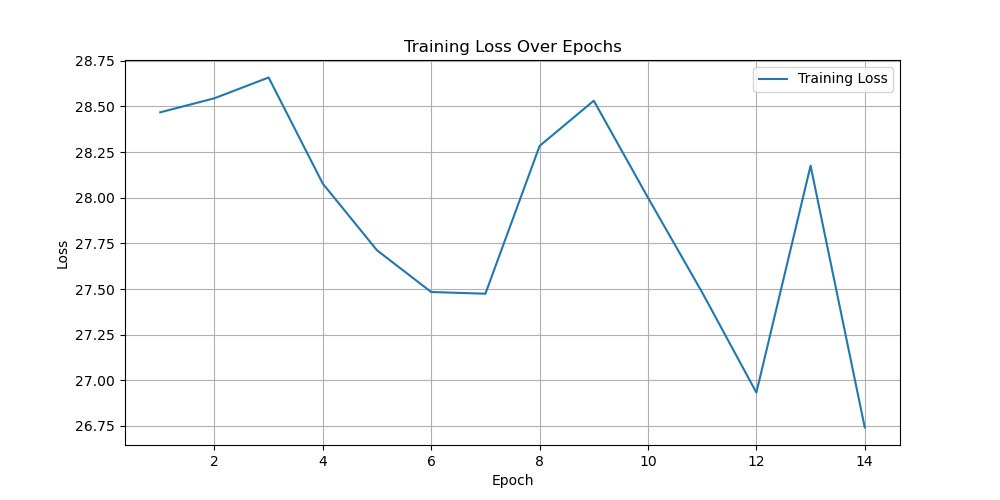 Training Loss Over Epochs
Training Loss
28.75
28.50
28.25
28.00
27.75
27.50
27.25
27.00
26.75
Loss
2 4 6 8 10 12 14
Epoch